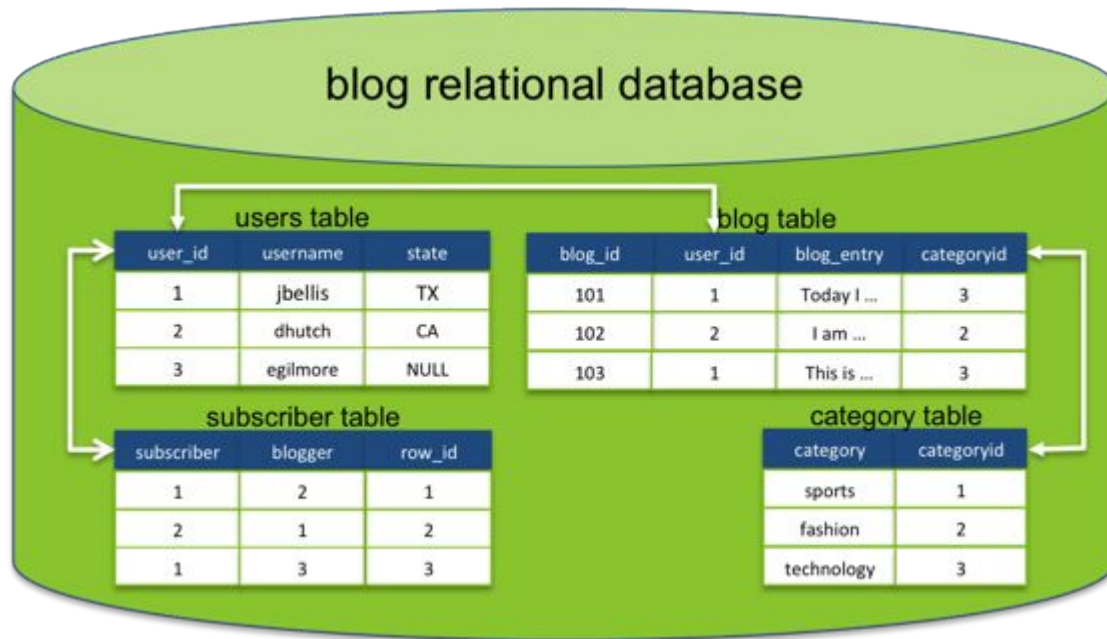 blog relational database
users table
user_id username state
1 jbellis TX
2 dhutch CA
3 egilmore NULL
blog table
blog_id user_id blog_entry categoryid
101 1 Today I ... 3
102 2 I am ... 2
103 1 This is ... 3
subscriber table
subscriber blogger row_id
1 2 1
2 1 2
1 3 3
category table
category categoryid
sports 1
fashion 2
technology 3